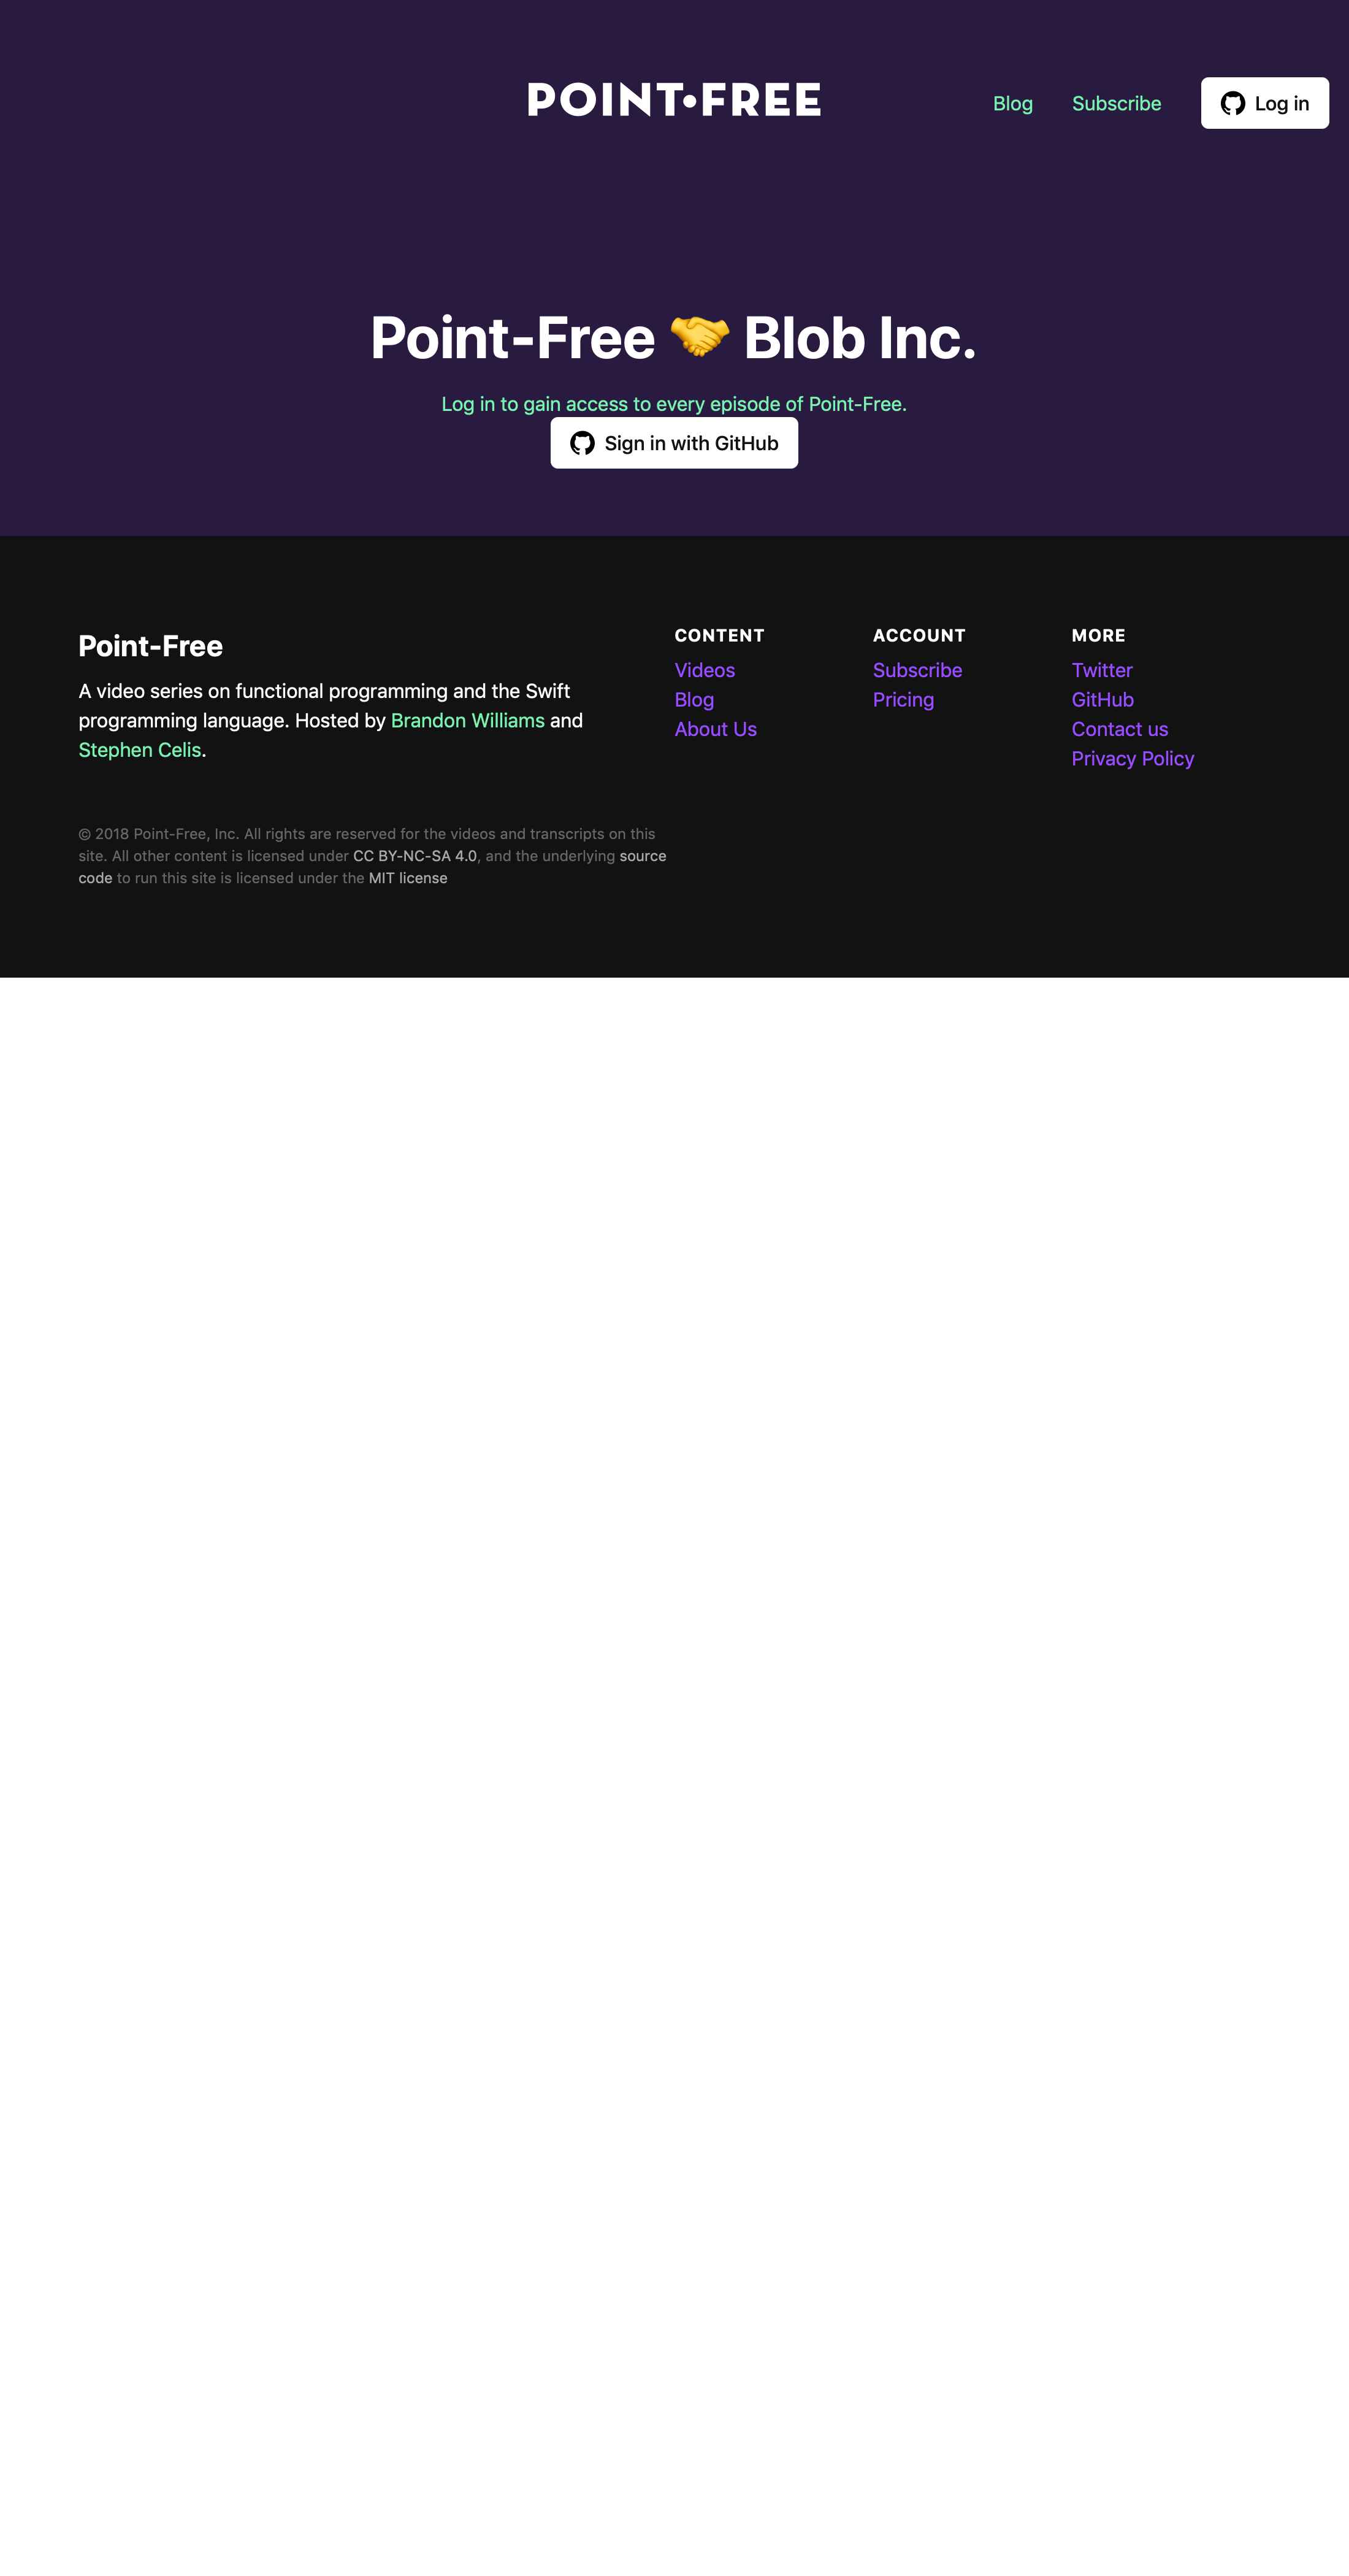 POINT•FREE
Blog
Subscribe
Log in
Point-Free 🤝 Blob Inc.
Log in to gain access to every episode of Point-Free.
Sign in with GitHub
Point-Free
A video series on functional programming and the Swift
programming language. Hosted by Brandon Williams and
Stephen Celis.
CONTENT
Videos
Blog
About Us
ACCOUNT
Subscribe
Pricing
MORE
Twitter
GitHub
Contact us
Privacy Policy
© 2018 Point-Free, Inc. All rights are reserved for the videos and transcripts on this
site. All other content is licensed under CC BY-NC-SA 4.0, and the underlying source
code to run this site is licensed under the MIT license